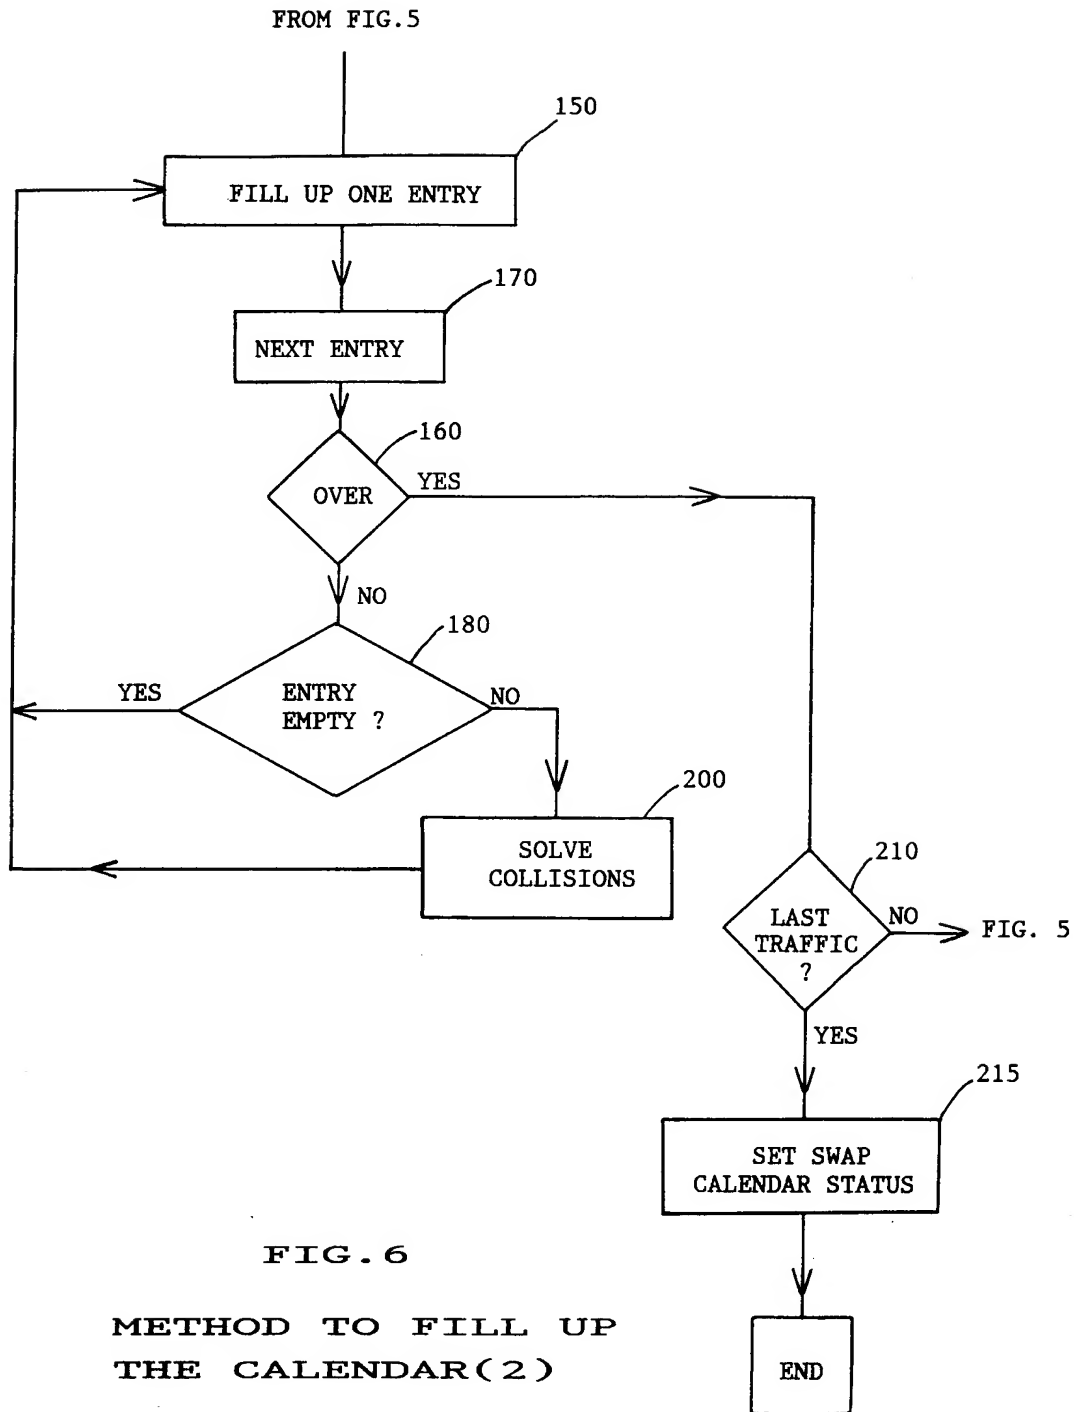 FROM FIG.5
150
FILL UP ONE ENTRY
170
NEXT ENTRY
160
OVER
YES
NO
180
YES
ENTRY
EMPTY ?
NO
200
SOLVE
COLLISIONS
210
LAST
TRAFFIC
?
NO
FIG. 5
YES
215
SET SWAP
CALENDAR STATUS
END
FIG.6
METHOD TO FILL UP
THE CALENDAR(2)